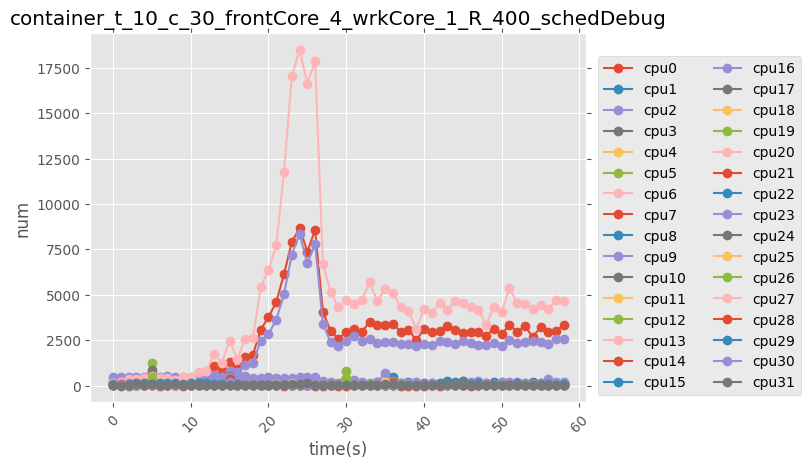 container_t_10_c_30_frontCore_4_wrkCore_1_R_400_schedDebug
17500
15000
12500
10000
7500
5000
2500
0
num
0
10
20
30
40
50
60
time(s)
cpu0
cpu1
cpu2
cpu3
cpu4
cpu5
cpu6
cpu7
cpu8
cpu9
cpu10
cpu11
cpu12
cpu13
cpu14
cpu15
cpu16
cpu17
cpu18
cpu19
cpu20
cpu21
cpu22
cpu23
cpu24
cpu25
cpu26
cpu27
cpu28
cpu29
cpu30
cpu31